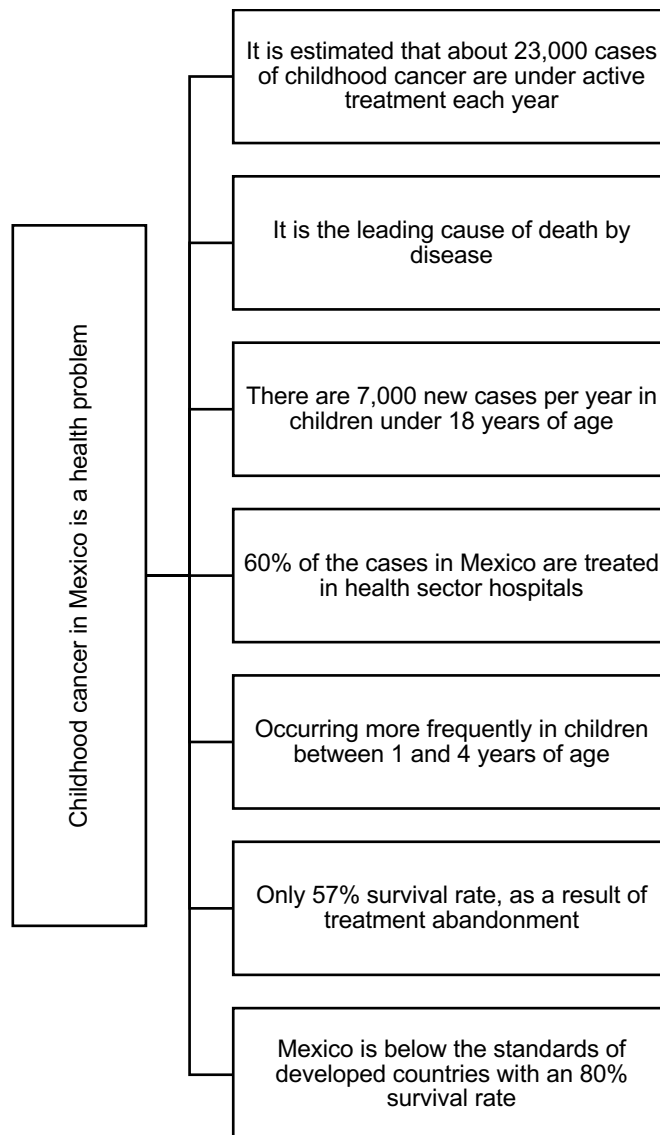 Childhood cancer in Mexico is a health problem
It is estimated that about 23,000 cases
of childhood cancer are under active
treatment each year
It is the leading cause of death by
disease
There are 7,000 new cases per year in
children under 18 years of age
60% of the cases in Mexico are treated
in health sector hospitals
Occurring more frequently in children
between 1 and 4 years of age
Only 57% survival rate, as a result of
treatment abandonment
Mexico is below the standards of
developed countries with an 80%
survival rate